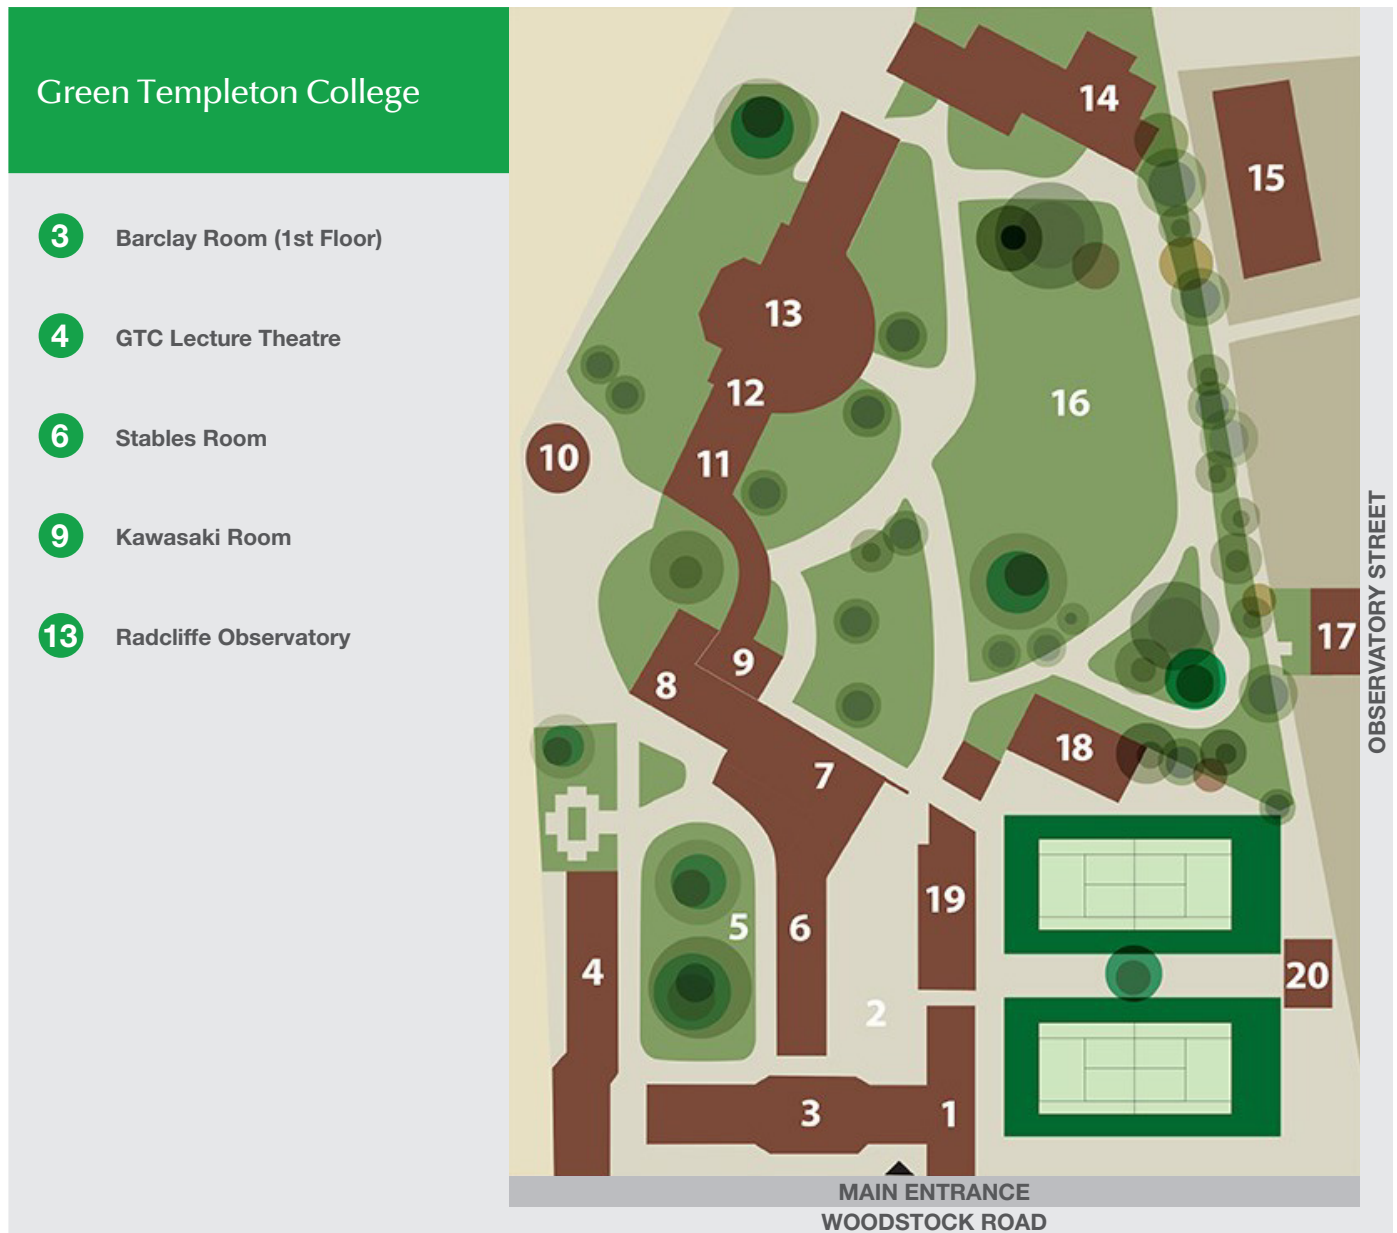 Green Templeton College
3 Barclay Room (1st Floor)
4 GTC Lecture Theatre
6 Stables Room
9 Kawasaki Room
13 Radcliffe Observatory
14
15
13
12
16
11
10
17
9
8
18
7
19
5
6
4
20
2
3
1
OBSERVATORY STREET
MAIN ENTRANCE
WOODSTOCK ROAD